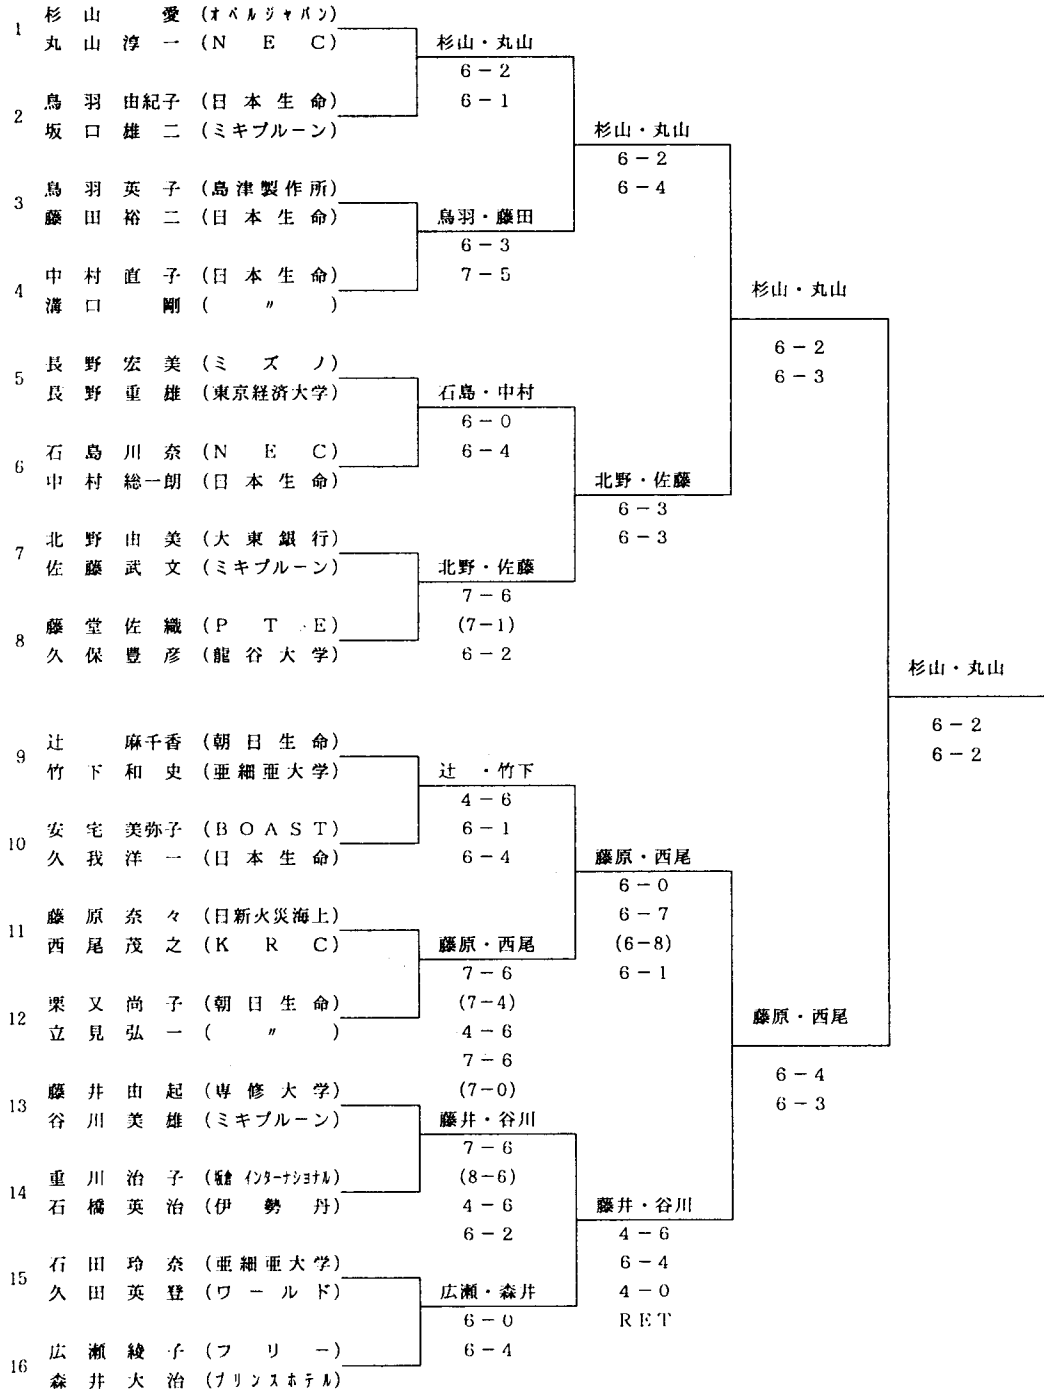 1 杉山 愛 (オペルジャパン)
丸山淳一 (NEC)
2 鳥羽由紀子 (日本生命)
坂口雄二 (ミキプルーン)
3 鳥羽英子 (島津製作所)
藤田裕二 (日本生命)
4 中村直子 (日本生命)
溝口 剛 ( 〃 )
5 長野宏美 (ミズノ)
長野重雄 (東京経済大学)
6 石島川奈 (NEC)
中村総一朗 (日本生命)
7 北野由美 (大東銀行)
佐藤武文 (ミキプルーン)
8 藤堂佐織 (PTE)
久保豊彦 (龍谷大学)
9 辻 麻千香 (朝日生命)
竹下和史 (亜細亜大学)
10 安宅美弥子 (BOAST)
久我洋一 (日本生命)
11 藤原奈々 (日新火災海上)
西尾茂之 (KRC)
12 栗又尚子 (朝日生命)
立見弘一 ( 〃 )
13 藤井由起 (専修大学)
谷川美雄 (ミキプルーン)
14 重川治子 (板倉インターナショナル)
石橋英治 (伊勢丹)
15 石田玲奈 (亜細亜大学)
久田英登 (ワールド)
16 広瀬綾子 (フリー)
森井大治 (プリンスホテル)
杉山・丸山
6-2
6-1
鳥羽・藤田
6-3
7-5
石島・中村
6-0
6-4
北野・佐藤
7-6
(7-1)
6-2
辻 ・竹下
4-6
6-1
6-4
藤原・西尾
7-6
(7-4)
4-6
7-6
(7-0)
藤井・谷川
7-6
(8-6)
4-6
6-2
広瀬・森井
6-0
6-4
杉山・丸山
6-2
6-4
北野・佐藤
6-3
6-3
藤原・西尾
6-0
6-7
(6-8)
6-1
藤井・谷川
4-6
6-4
4-0
RET
杉山・丸山
6-2
6-3
藤原・西尾
6-4
6-3
杉山・丸山
6-2
6-2